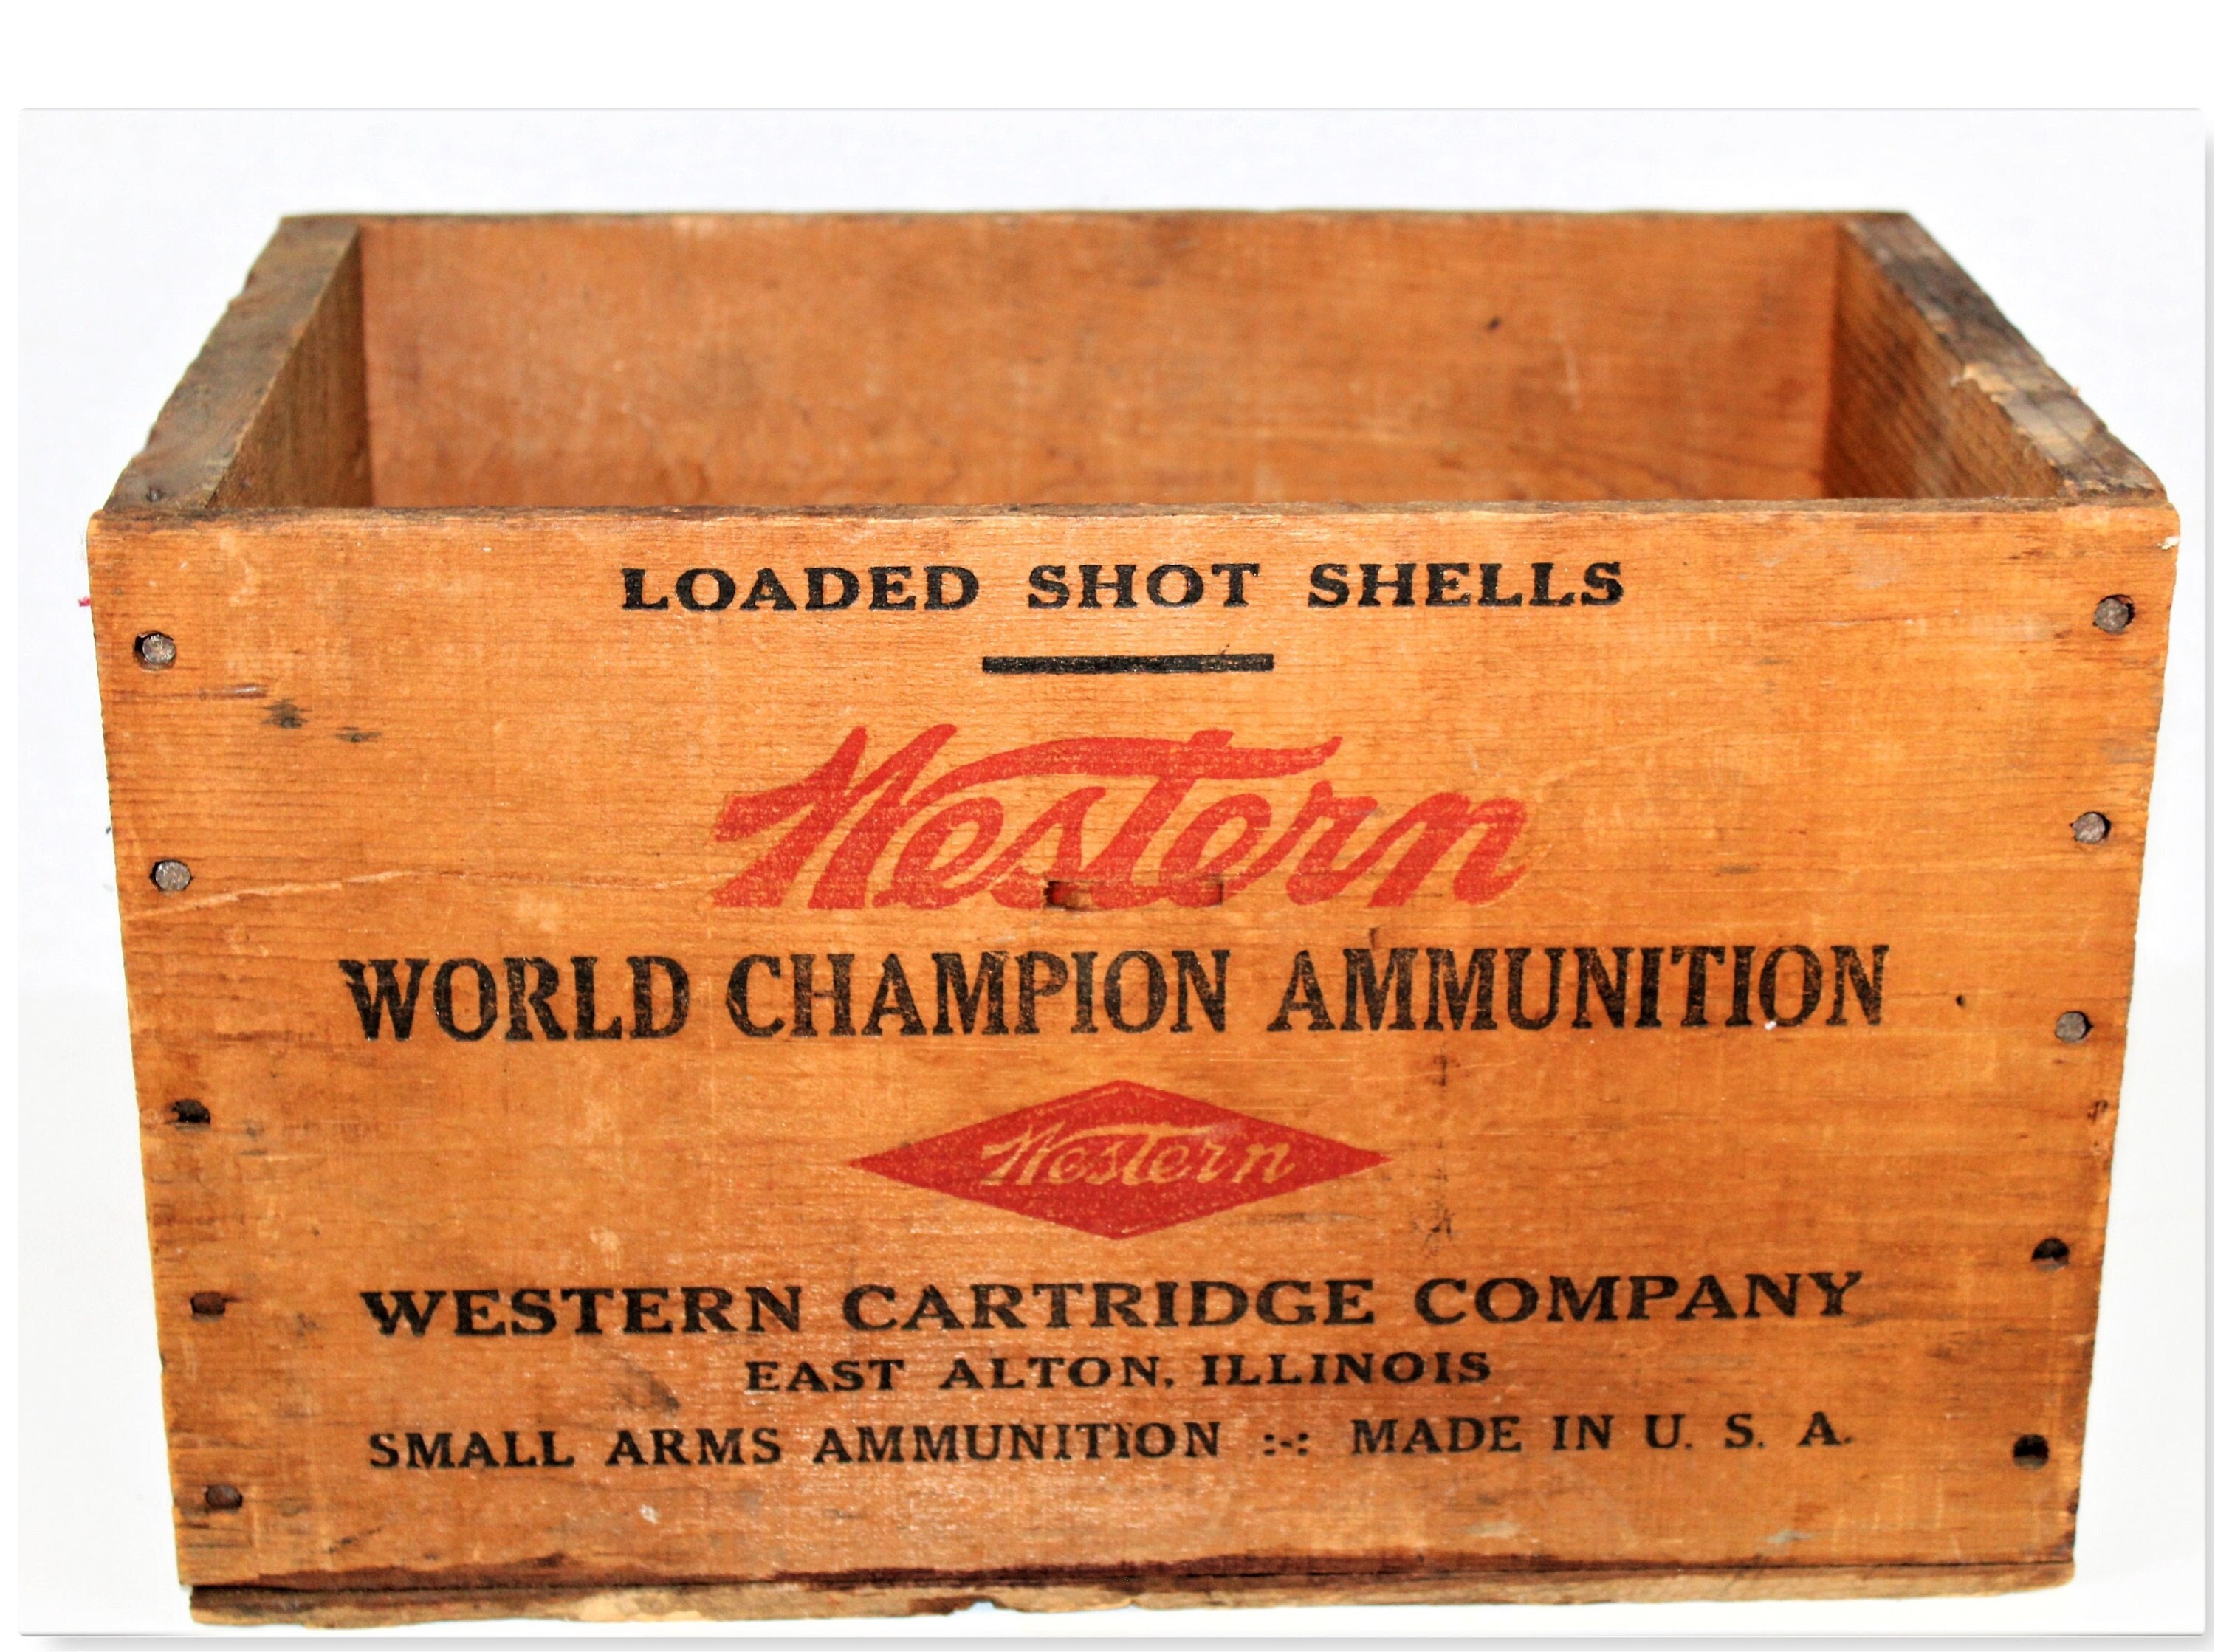 LOADED SHOT SHELLS
Western
WORLD CHAMPION AMMUNITION
Western
WESTERN CARTRIDGE COMPANY
EAST ALTON, ILLINOIS
SMALL ARMS AMMUNITION :-: MADE IN U. S. A.